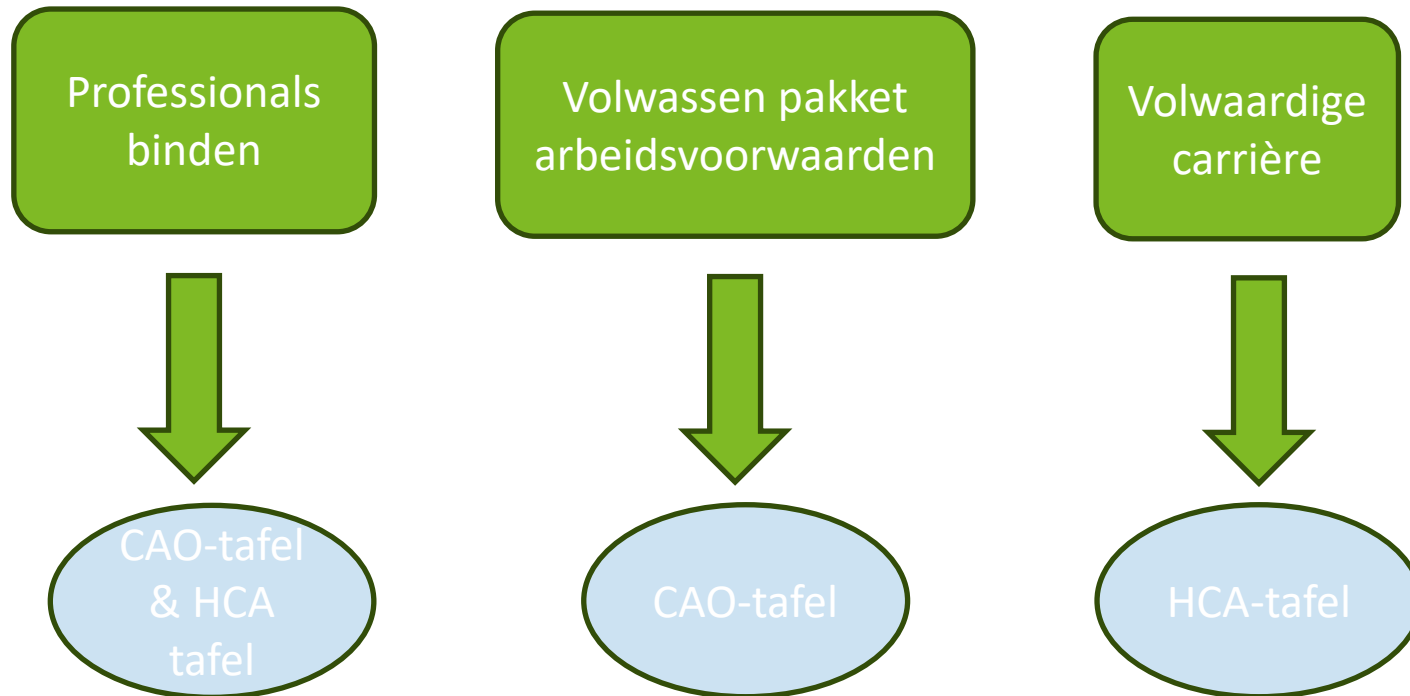 Professionals
binden
Volwassen pakket
arbeidsvoorwaarden
Volwaardige
carrière
CAO-tafel
& HCA
tafel
CAO-tafel
HCA-tafel